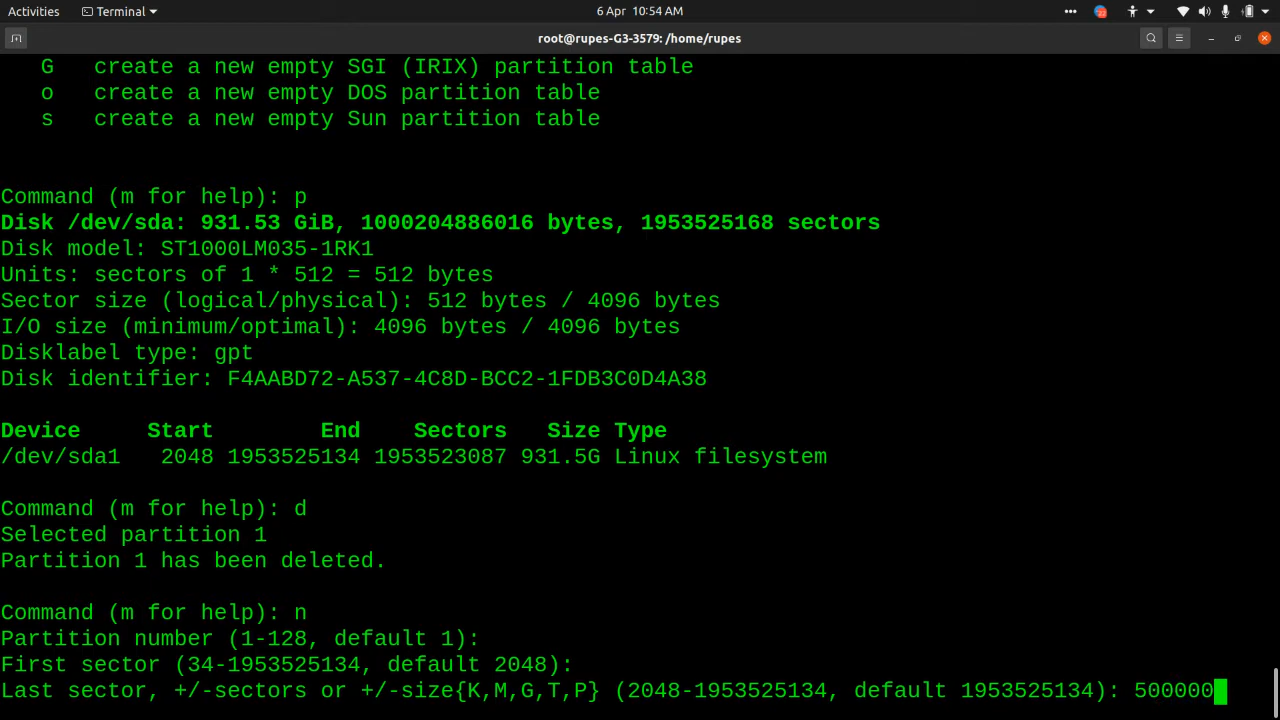 Activities Terminal 6 Apr 10:54 AM
root@rupes-G3-3579: /home/rupes
G create a new empty SGI (IRIX) partition table
o create a new empty DOS partition table
s create a new empty Sun partition table
Command (m for help): p
Disk /dev/sda: 931.53 GiB, 1000204886016 bytes, 1953525168 sectors
Disk model: ST1000LM035-1RK1
Units: sectors of 1 * 512 = 512 bytes
Sector size (logical/physical): 512 bytes / 4096 bytes
I/O size (minimum/optimal): 4096 bytes / 4096 bytes
Disklabel type: gpt
Disk identifier: F4AABD72-A537-4C8D-BCC2-1FDB3C0D4A38
Device Start End Sectors Size Type
/dev/sda1 2048 1953525134 1953523087 931.5G Linux filesystem
Command (m for help): d
Selected partition 1
Partition 1 has been deleted.
Command (m for help): n
Partition number (1-128, default 1):
First sector (34-1953525134, default 2048):
Last sector, +/-sectors or +/-size{K,M,G,T,P} (2048-1953525134, default 1953525134): 500000